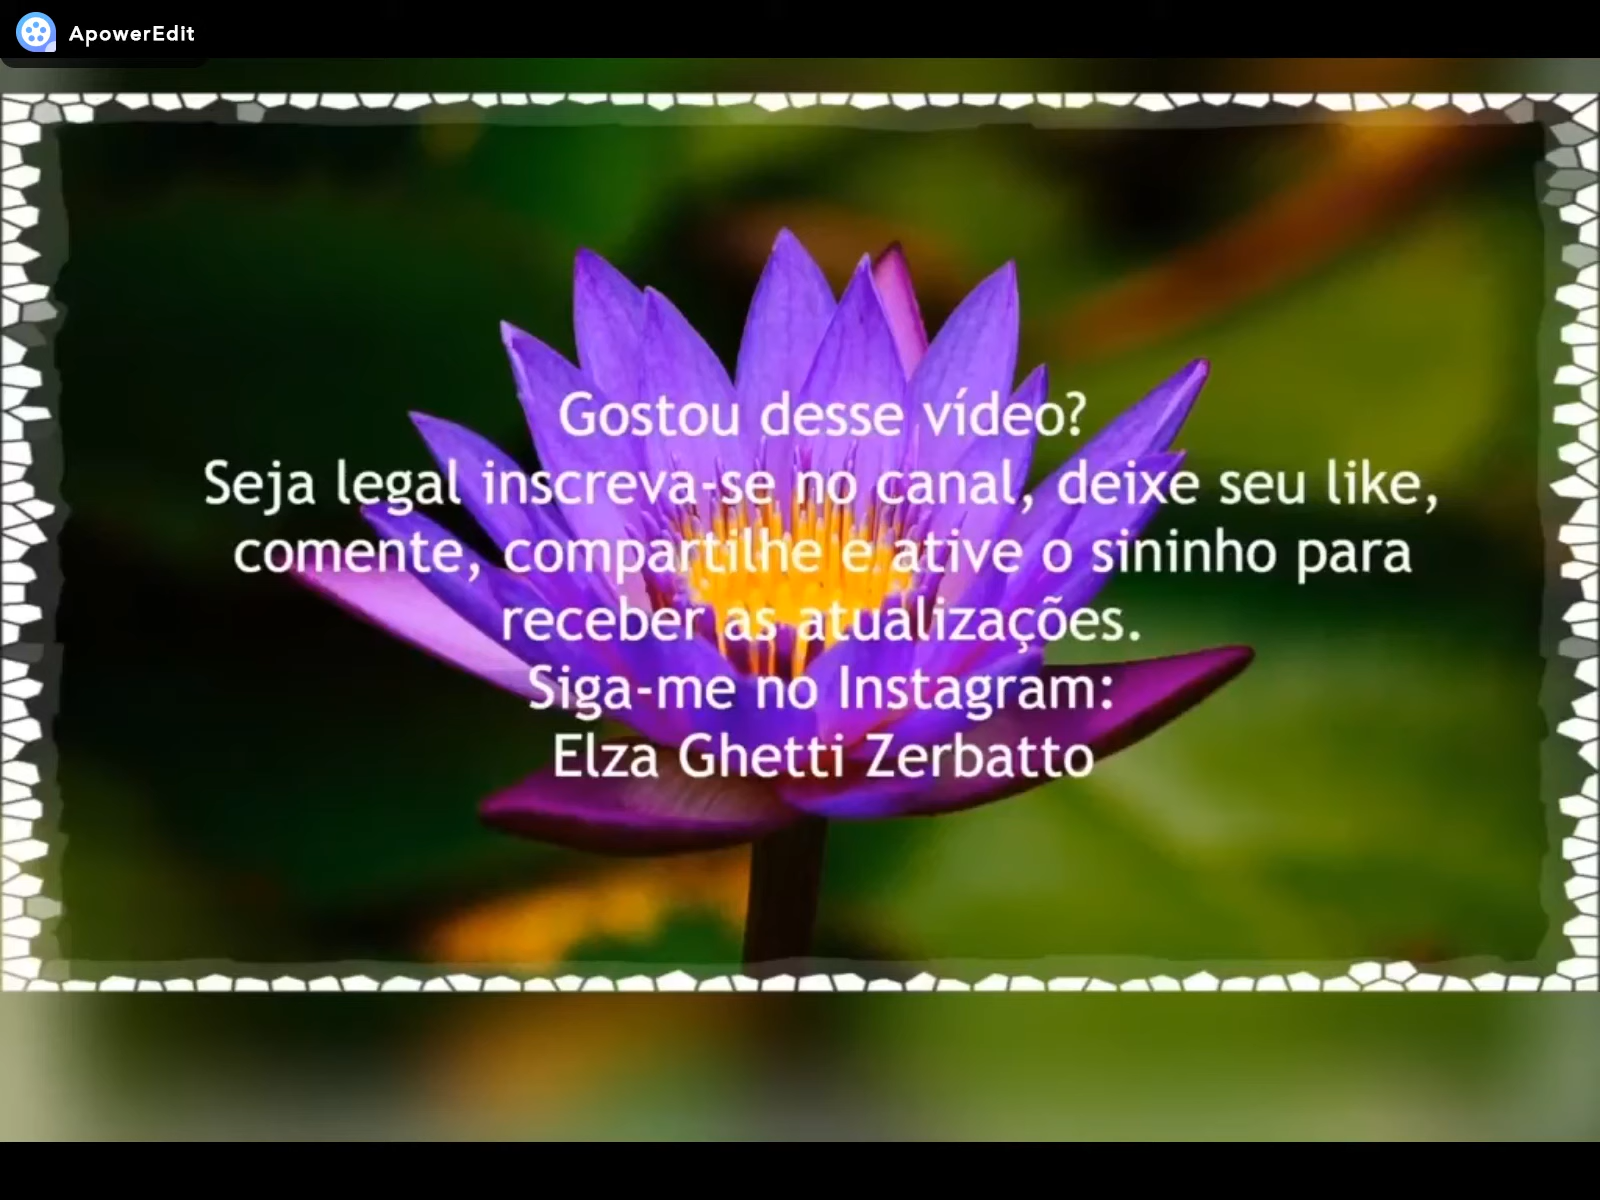 ApowerEdit
Gostou desse vídeo?
Seja legal inscreva-se no canal, deixe seu like,
comente, compartilhe e ative o sininho para
receber as atualizações.
Siga-me no Instagram:
Elza Ghetti Zerbatto